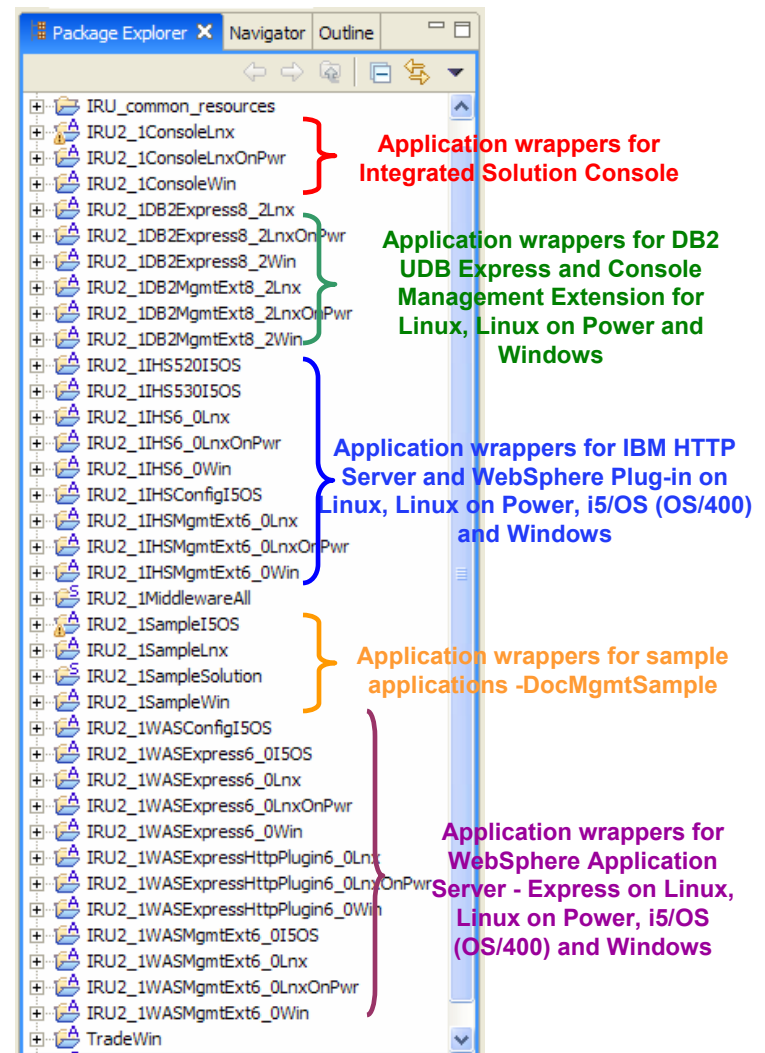 Package Explorer Navigator Outline
IRU_common_resources
IRU2_1ConsoleLnx
IRU2_1ConsoleLnxOnPwr
IRU2_1ConsoleWin
Application wrappers for
Integrated Solution Console
IRU2_1DB2Express8_2Lnx
IRU2_1DB2Express8_2LnxOnPwr
IRU2_1DB2Express8_2Win
IRU2_1DB2MgmtExt8_2Lnx
IRU2_1DB2MgmtExt8_2LnxOnPwr
IRU2_1DB2MgmtExt8_2Win
Application wrappers for DB2
UDB Express and Console
Management Extension for
Linux, Linux on Power and
Windows
IRU2_1IHS520I5OS
IRU2_1IHS530I5OS
IRU2_1IHS6_0Lnx
IRU2_1IHS6_0LnxOnPwr
IRU2_1IHS6_0Win
IRU2_1IHSConfigI5OS
IRU2_1IHSMgmtExt6_0Lnx
IRU2_1IHSMgmtExt6_0LnxOnPwr
IRU2_1IHSMgmtExt6_0Win
Application wrappers for IBM HTTP
Server and WebSphere Plug-in on
Linux, Linux on Power, i5/OS (OS/400)
and Windows
IRU2_1MiddlewareAll
IRU2_1SampleI5OS
IRU2_1SampleLnx
IRU2_1SampleSolution
IRU2_1SampleWin
Application wrappers for sample
applications -DocMgmtSample
IRU2_1WASConfigI5OS
IRU2_1WASExpress6_0I5OS
IRU2_1WASExpress6_0Lnx
IRU2_1WASExpress6_0LnxOnPwr
IRU2_1WASExpress6_0Win
IRU2_1WASExpressHttpPlugin6_0Lnx
IRU2_1WASExpressHttpPlugin6_0LnxOnPwr
IRU2_1WASExpressHttpPlugin6_0Win
IRU2_1WASMgmtExt6_0I5OS
IRU2_1WASMgmtExt6_0Lnx
IRU2_1WASMgmtExt6_0LnxOnPwr
IRU2_1WASMgmtExt6_0Win
Application wrappers for
WebSphere Application
Server - Express on Linux,
Linux on Power, i5/OS
(OS/400) and Windows
TradeWin